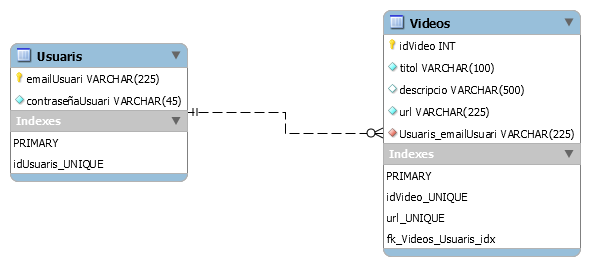 Usuaris
emailUsuari VARCHAR(225)
contraseñaUsuari VARCHAR(45)
Indexes
PRIMARY
idUsuaris_UNIQUE
Videos
idVideo INT
titol VARCHAR(100)
descripcio VARCHAR(500)
url VARCHAR(225)
Usuaris_emailUsuari VARCHAR(225)
Indexes
PRIMARY
idVideo_UNIQUE
url_UNIQUE
fk_Videos_Usuaris_idx